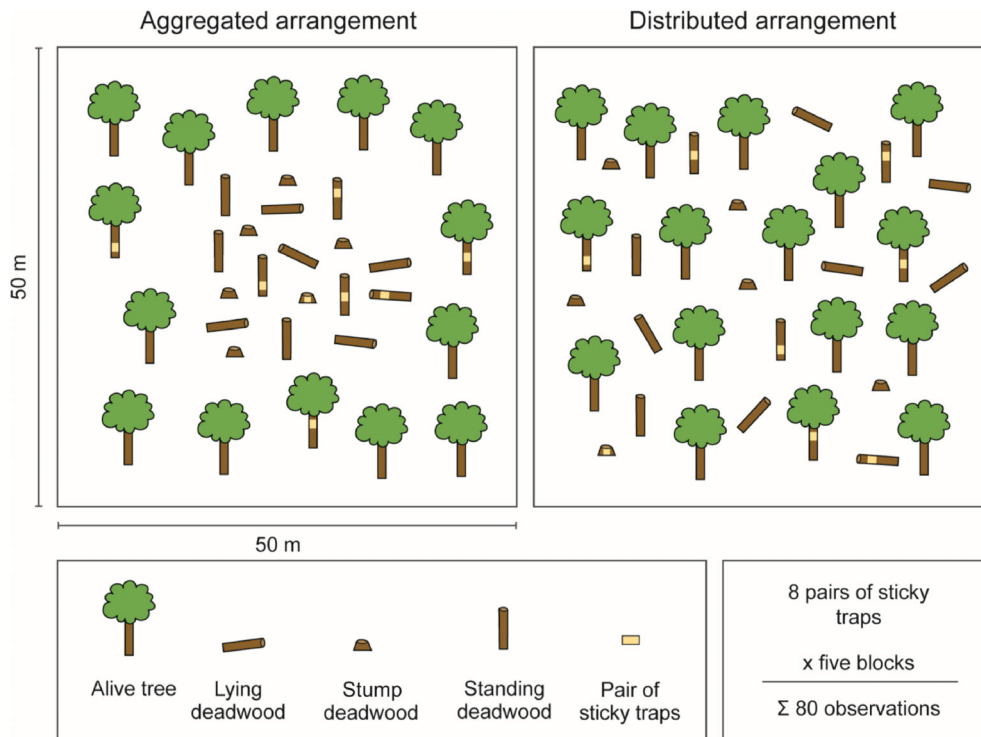 Aggregated arrangement
Distributed arrangement
50 m
50 m
Alive tree
Lying
deadwood
Stump
deadwood
Standing
deadwood
Pair of
sticky traps
8 pairs of sticky
traps
x five blocks
Σ 80 observations